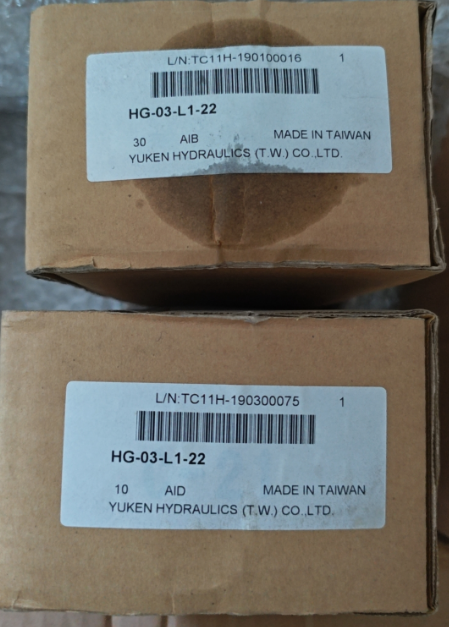 L/N:TC11H-190100016 1
HG-03-L1-22
30 AIB MADE IN TAIWAN
YUKEN HYDRAULICS (T.W.) CO.,LTD.
L/N:TC11H-190300075 1
HG-03-L1-22
10 AID MADE IN TAIWAN
YUKEN HYDRAULICS (T.W.) CO.,LTD.